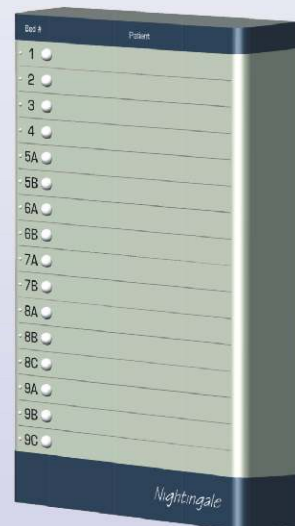 Bed # Patient
1
2
3
4
5A
5B
6A
6B
7A
7B
8A
8B
8C
9A
9B
9C
Nightingale